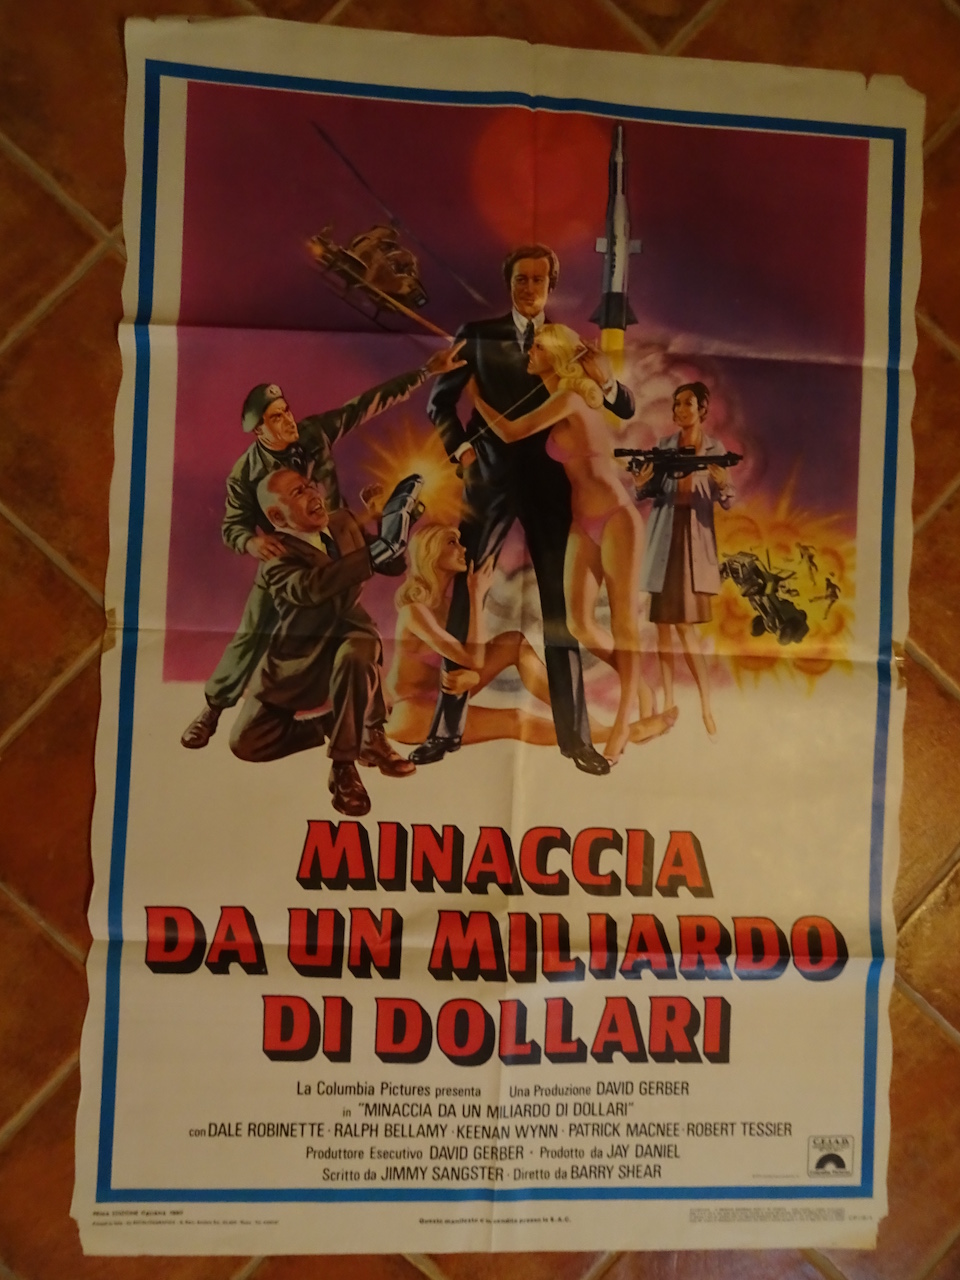 MINACCIA
DA UN MILIARDO
DI DOLLARI
La Columbia Pictures presenta Una Produzione DAVID GERBER
in "MINACCIA DA UN MILIARDO DI DOLLARI"
con DALE ROBINETTE · RALPH BELLAMY · KEENAN WYNN · PATRICK MACNEE · ROBERT TESSIER
Produttore Esecutivo DAVID GERBER · Prodotto da JAY DANIEL
Scritto da JIMMY SANGSTER · Diretto da BARRY SHEAR